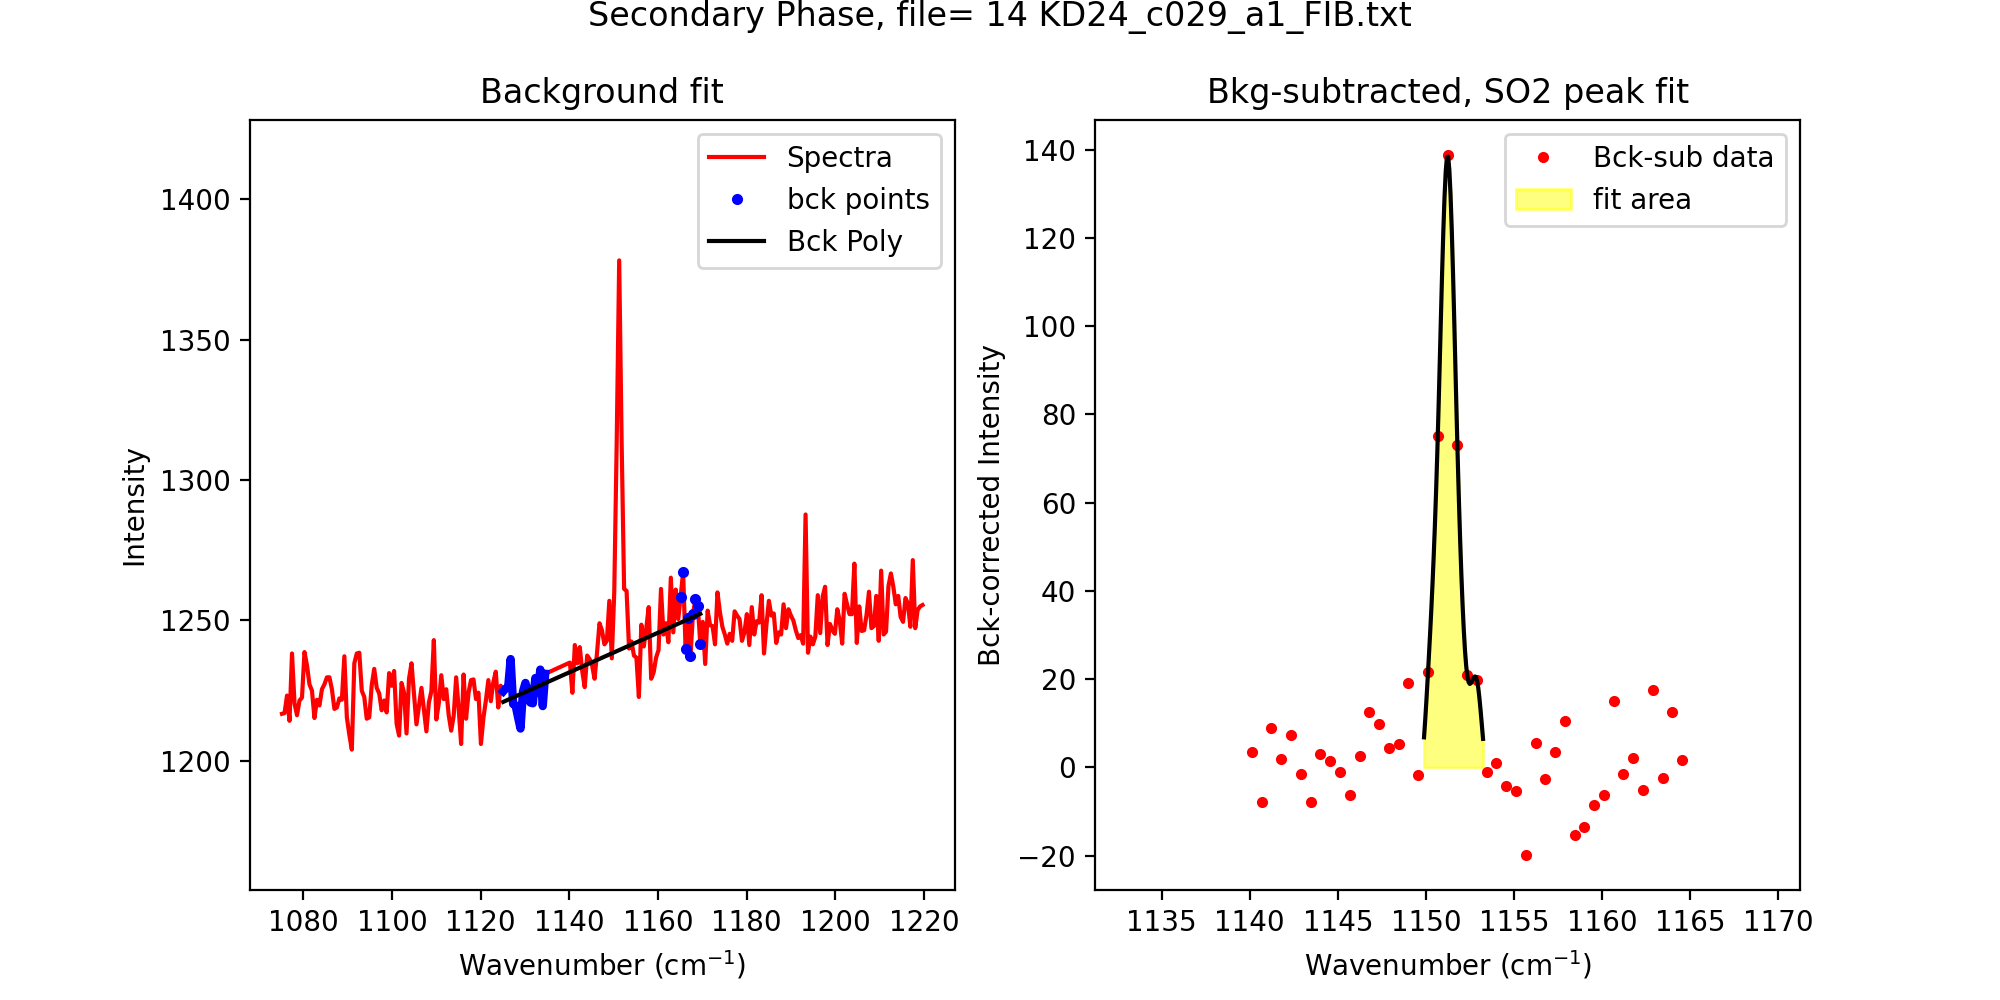 Secondary Phase, file= 14 KD24_c029_a1_FIB.txt
Background fit
Spectra
bck points
Bck Poly
Intensity
1400
1350
1300
1250
1200
1080 1100 1120 1140 1160 1180 1200 1220
Wavenumber (cm⁻¹)
Bkg-subtracted, SO2 peak fit
Bck-sub data
fit area
Bck-corrected Intensity
140
120
100
80
60
40
20
0
−20
1135 1140 1145 1150 1155 1160 1165 1170
Wavenumber (cm⁻¹)